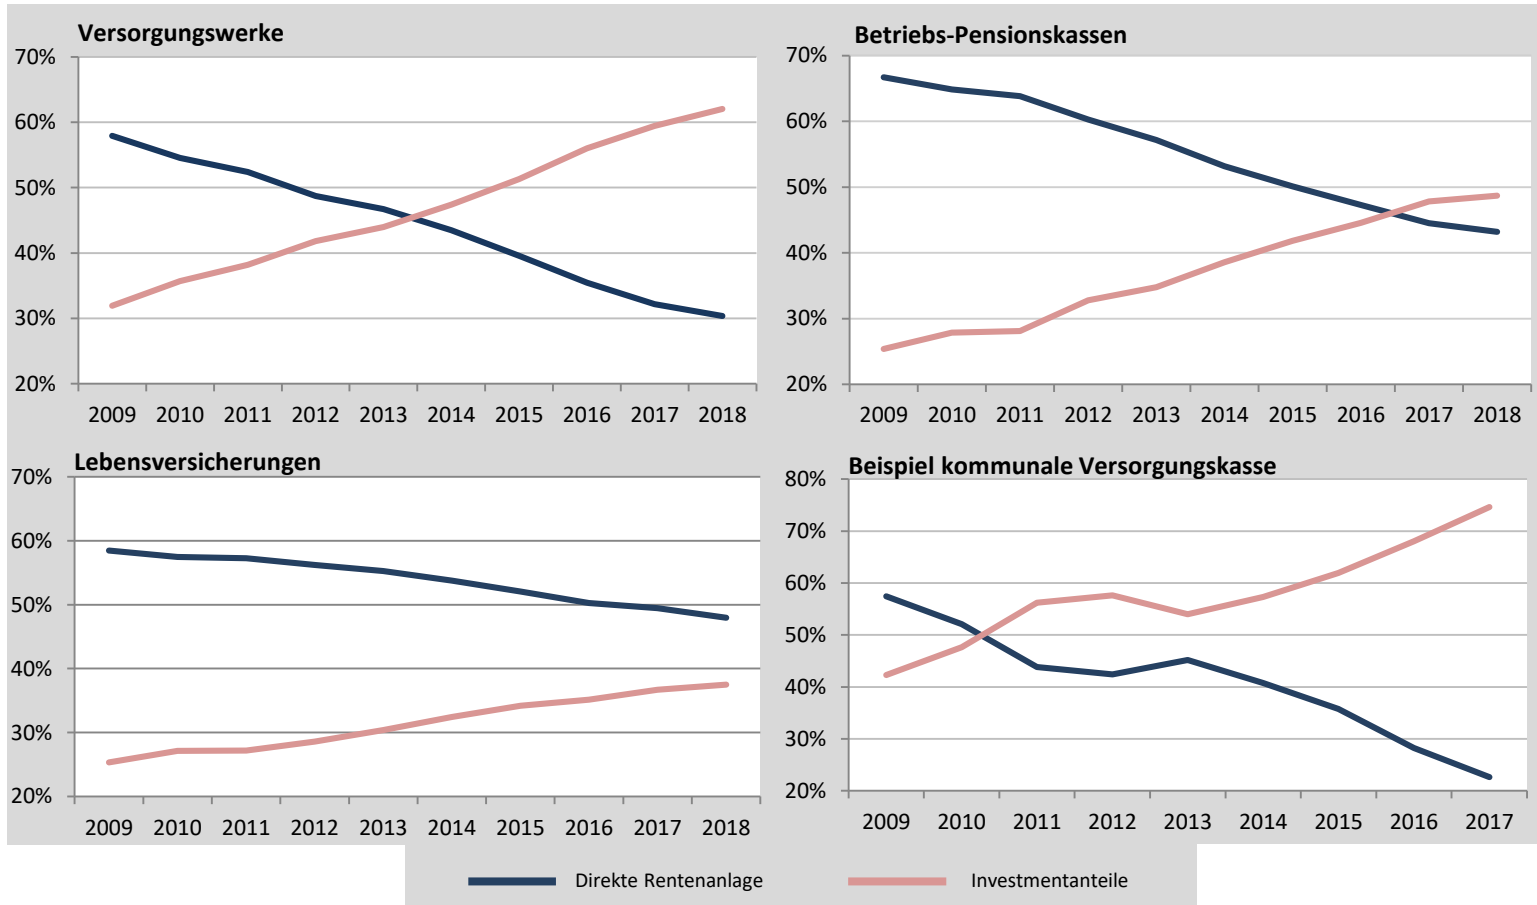 Versorgungswerke
70%
60%
50%
40%
30%
20%
2009 2010 2011 2012 2013 2014 2015 2016 2017 2018
Betriebs-Pensionskassen
70%
60%
50%
40%
30%
20%
2009 2010 2011 2012 2013 2014 2015 2016 2017 2018
Lebensversicherungen
70%
60%
50%
40%
30%
20%
2009 2010 2011 2012 2013 2014 2015 2016 2017 2018
Beispiel kommunale Versorgungskasse
80%
70%
60%
50%
40%
30%
20%
2009 2010 2011 2012 2013 2014 2015 2016 2017
Direkte Rentenanlage Investmentanteile